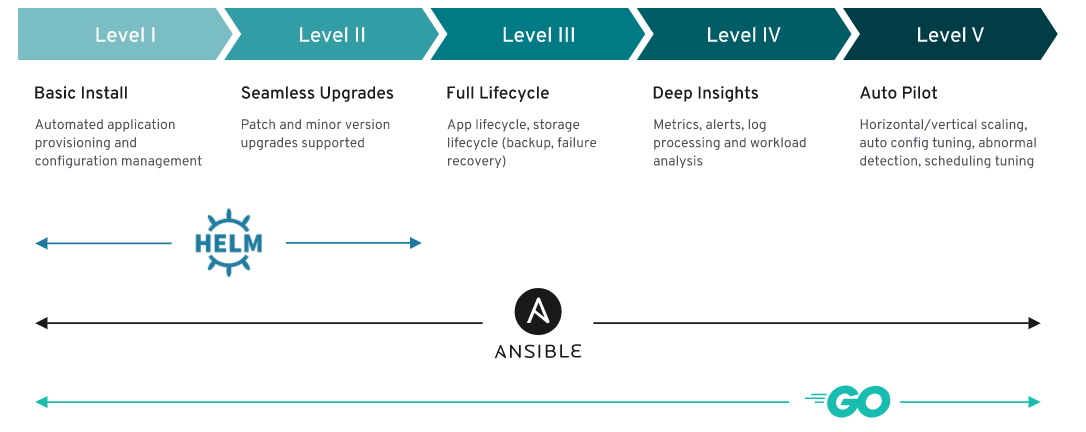 Level I
Level II
Level III
Level IV
Level V
Basic Install
Automated application
provisioning and
configuration management
Seamless Upgrades
Patch and minor version
upgrades supported
Full Lifecycle
App lifecycle, storage
lifecycle (backup, failure
recovery)
Deep Insights
Metrics, alerts, log
processing and workload
analysis
Auto Pilot
Horizontal/vertical scaling,
auto config tuning, abnormal
detection, scheduling tuning
HELM
A
ANSIBLE
GO